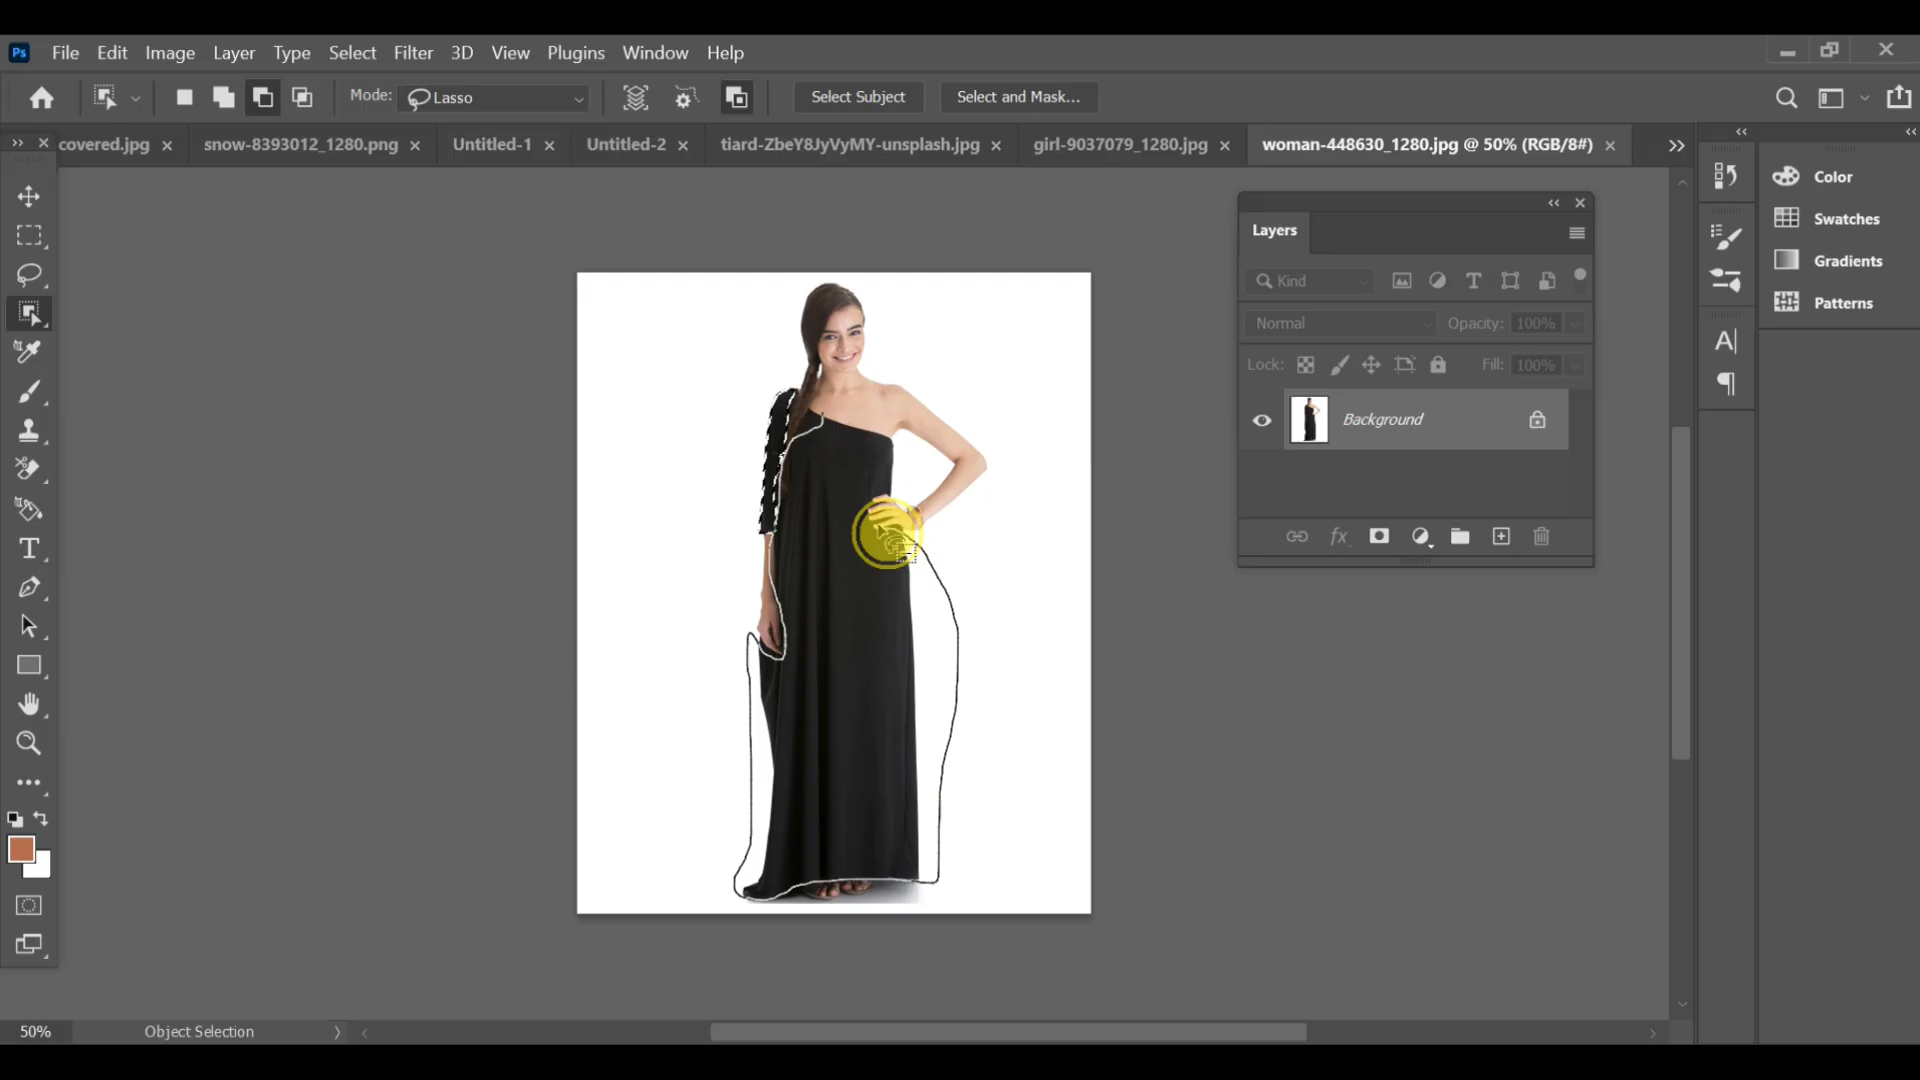 Ps File Edit Image Layer Type Select Filter 3D View Plugins Window Help
Mode: Lasso Select Subject Select and Mask...
covered.jpg snow-8393012_1280.png Untitled-1 Untitled-2 tiard-ZbeY8JyVyMY-unsplash.jpg girl-9037079_1280.jpg woman-448630_1280.jpg @ 50% (RGB/8#)
Color
Swatches
Gradients
Patterns
Layers
Kind
Normal Opacity: 100%
Lock: Fill: 100%
Background
50% Object Selection